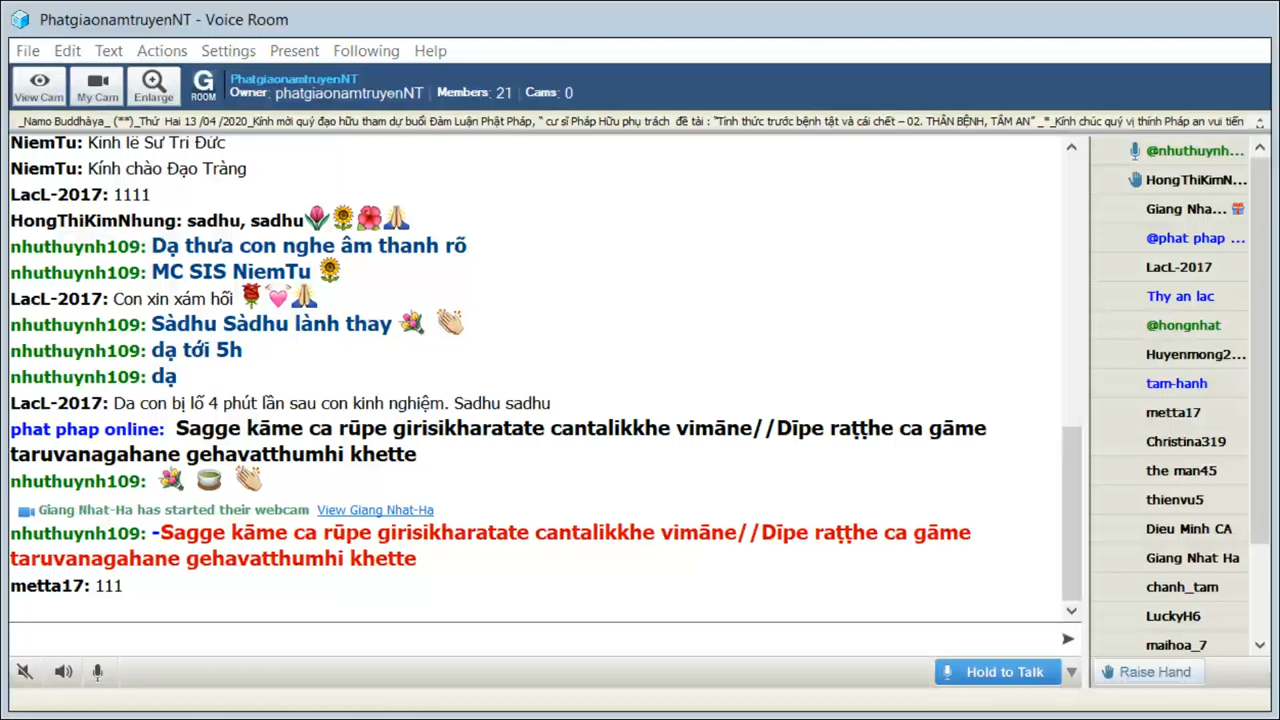 PhatgiaonamtruyenNT - Voice Room
File Edit Text Actions Settings Present Following Help
View Cam My Cam Enlarge G ROOM
PhatgiaonamtruyenNT
Owner: phatgiaonamtruyenNT Members: 21 Cams: 0
_Namo Buddhàya_ (**)_Thứ Hai 13 /04 /2020_Kính mời quý đạo hữu tham dự buổi Đàm Luận Phật Pháp, “ cư sĩ Pháp Hữu phụ trách đề tài : "Tỉnh thức trước bệnh tật và cái chết – 02. THÂN BỆNH, TÂM AN" _*_Kính chúc quý vị thính Pháp an vui tiến
NiemTu: Kinh lễ Sư Tri Đức
NiemTu: Kính chào Đạo Tràng
LacL-2017: 1111
HongThiKimNhung: sadhu, sadhu
nhuthuynh109: Dạ thưa con nghe âm thanh rõ
nhuthuynh109: MC SIS NiemTu
LacL-2017: Con xin xám hối
nhuthuynh109: Sàdhu Sàdhu lành thay
nhuthuynh109: dạ tới 5h
nhuthuynh109: dạ
LacL-2017: Da con bị lố 4 phút lần sau con kinh nghiệm. Sadhu sadhu
phat phap online: Sagge kāme ca rūpe girisikharatate cantalikkhe vimāne//Dīpe raṭṭhe ca gāme
taruvanagahane gehavatthumhi khette
nhuthuynh109:
Giang Nhat-Ha has started their webcam View Giang Nhat-Ha
nhuthuynh109: -Sagge kāme ca rūpe girisikharatate cantalikkhe vimāne//Dīpe raṭṭhe ca gāme
taruvanagahane gehavatthumhi khette
metta17: 111
@nhuthuynh...
HongThiKimN...
Giang Nha...
@phat phap ...
LacL-2017
Thy an lac
@hongnhat
Huyenmong2...
tam-hanh
metta17
Christina319
the man45
thienvu5
Dieu Minh CA
Giang Nhat Ha
chanh_tam
LuckyH6
maihoa_7
Hold to Talk
Raise Hand